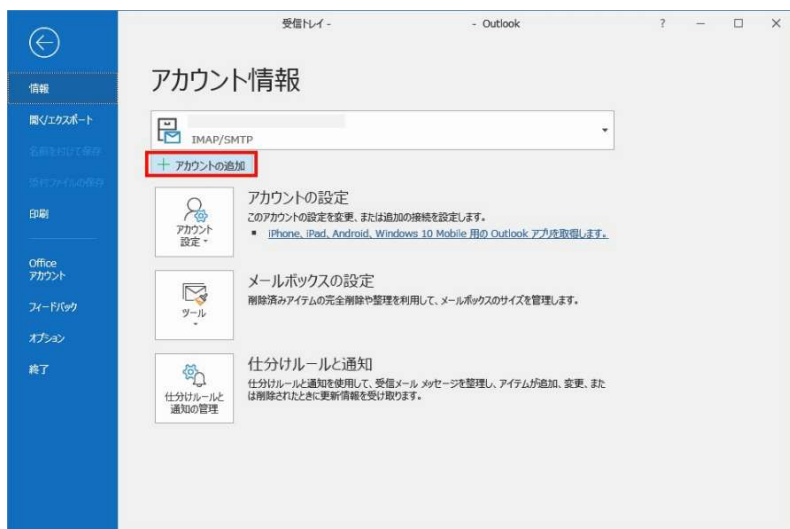 受信トレイ - - Outlook
?
アカウント情報
情報
開く/エクスポート
名前を付けて保存
添付ファイルの保存
印刷
Office
アカウント
フィードバック
オプション
終了
IMAP/SMTP
+ アカウントの追加
アカウント
設定
アカウントの設定
このアカウントの設定を変更、または追加の接続を設定します。
▪ iPhone、iPad、Android、Windows 10 Mobile 用の Outlook アプリを取得します。
ツール
メールボックスの設定
削除済みアイテムの完全削除や整理を利用して、メールボックスのサイズを管理します。
仕分けルールと
通知の管理
仕分けルールと通知
仕分けルールと通知を使用して、受信メール メッセージを整理し、アイテムが追加、変更、また
は削除されたときに更新情報を受け取ります。